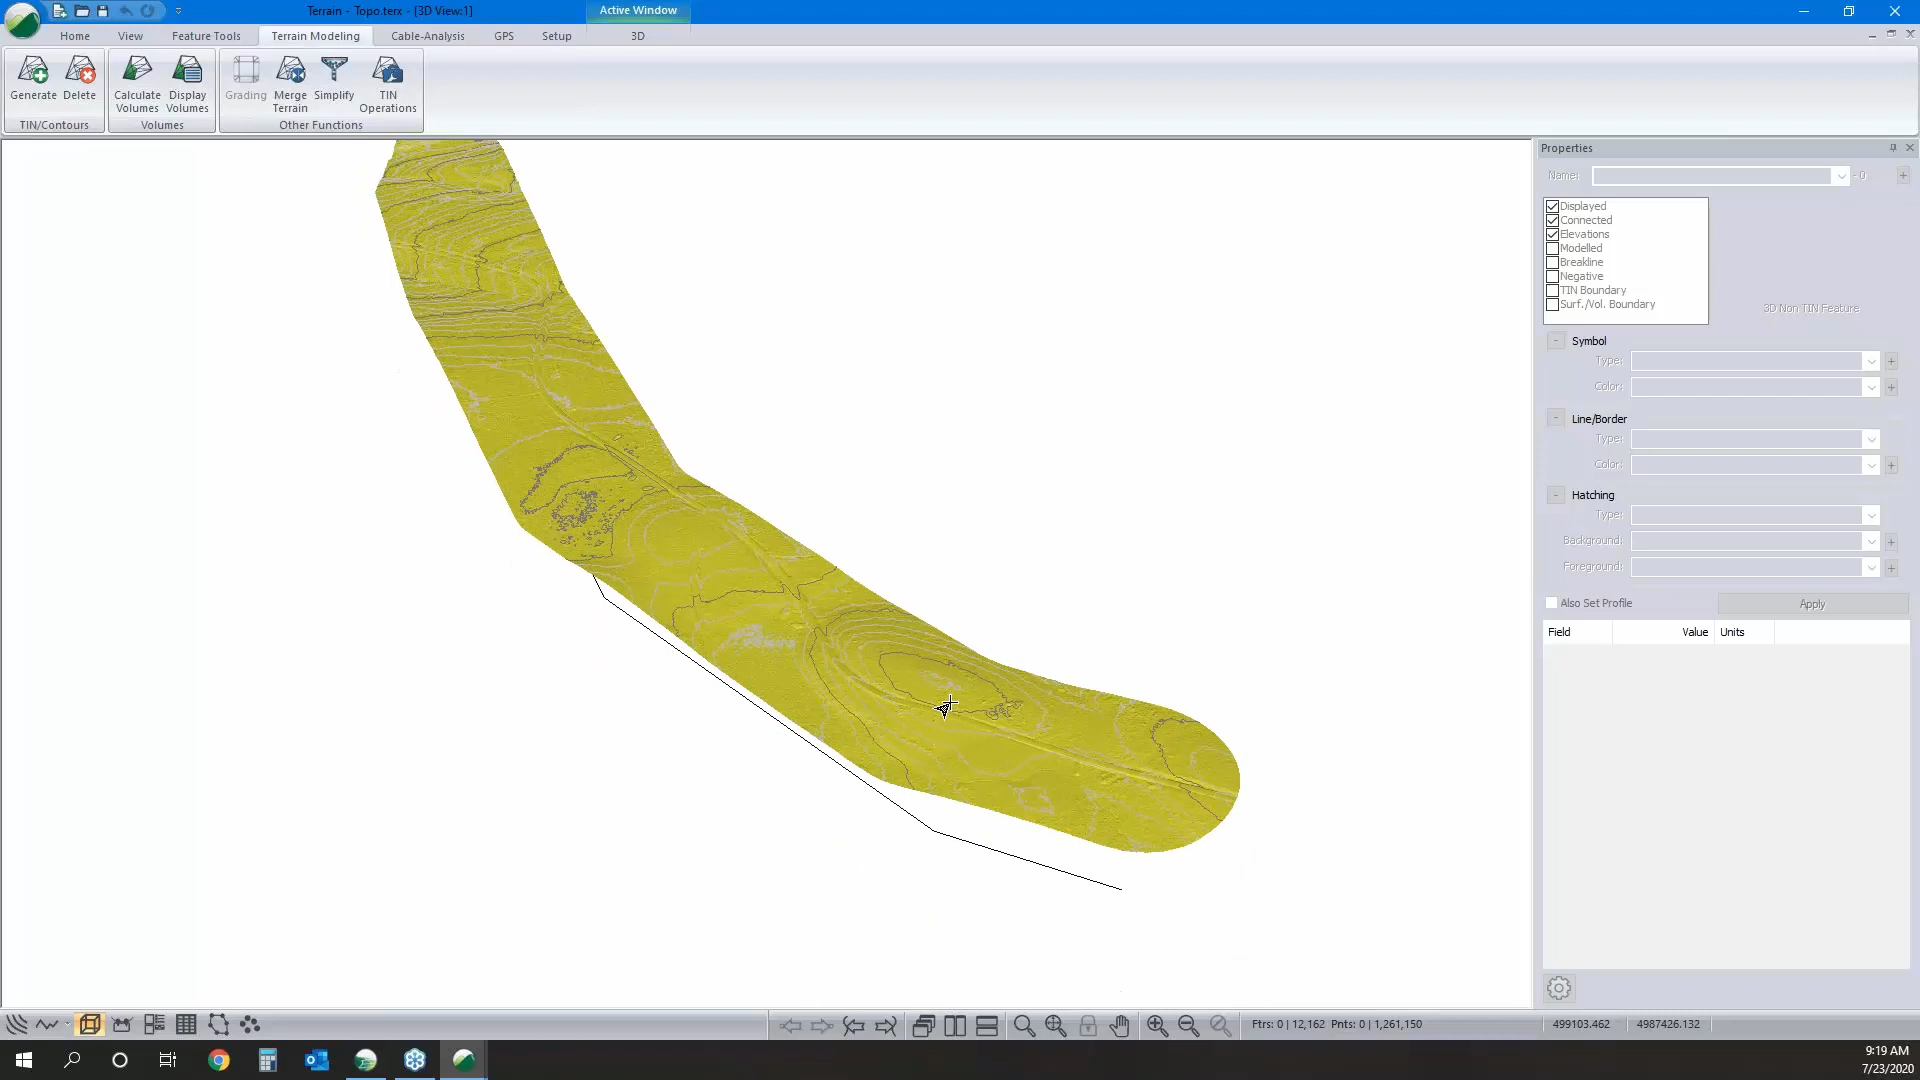 Terrain - Topo.terx - [3D View:1]
Active Window
Home View Feature Tools Terrain Modeling Cable-Analysis GPS Setup 3D
Generate Delete Calculate Volumes Display Volumes Grading Merge Terrain Simplify TIN Operations
TIN/Contours Volumes Other Functions
Properties
Name: - 0
Displayed
Connected
Elevations
Modelled
Breakline
Negative
TIN Boundary
Surf./Vol. Boundary
3D Non TIN Feature
Symbol
Type:
Color:
Line/Border
Type:
Color:
Hatching
Type:
Background:
Foreground:
Also Set Profile Apply
Field Value Units
Ftrs: 0 | 12,162 Pnts: 0 | 1,261,150 499103.462 4987426.132
9:19 AM
7/23/2020